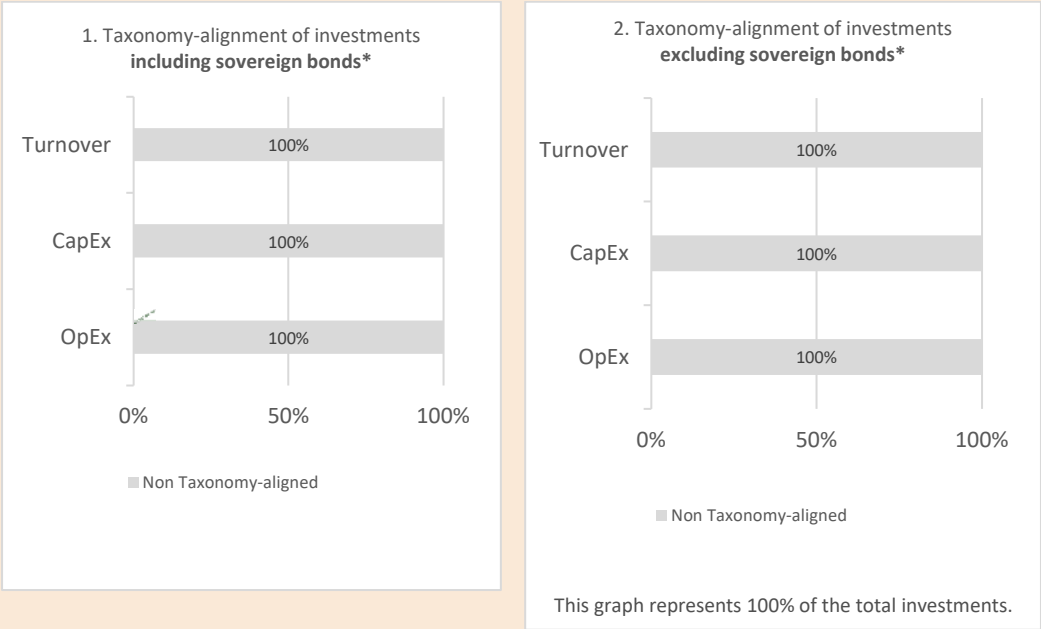 1. Taxonomy-alignment of investments
including sovereign bonds*
Turnover
100%
CapEx
100%
OpEx
100%
0%
50%
100%
Non Taxonomy-aligned
2. Taxonomy-alignment of investments
excluding sovereign bonds*
Turnover
100%
CapEx
100%
OpEx
100%
0%
50%
100%
Non Taxonomy-aligned
This graph represents 100% of the total investments.